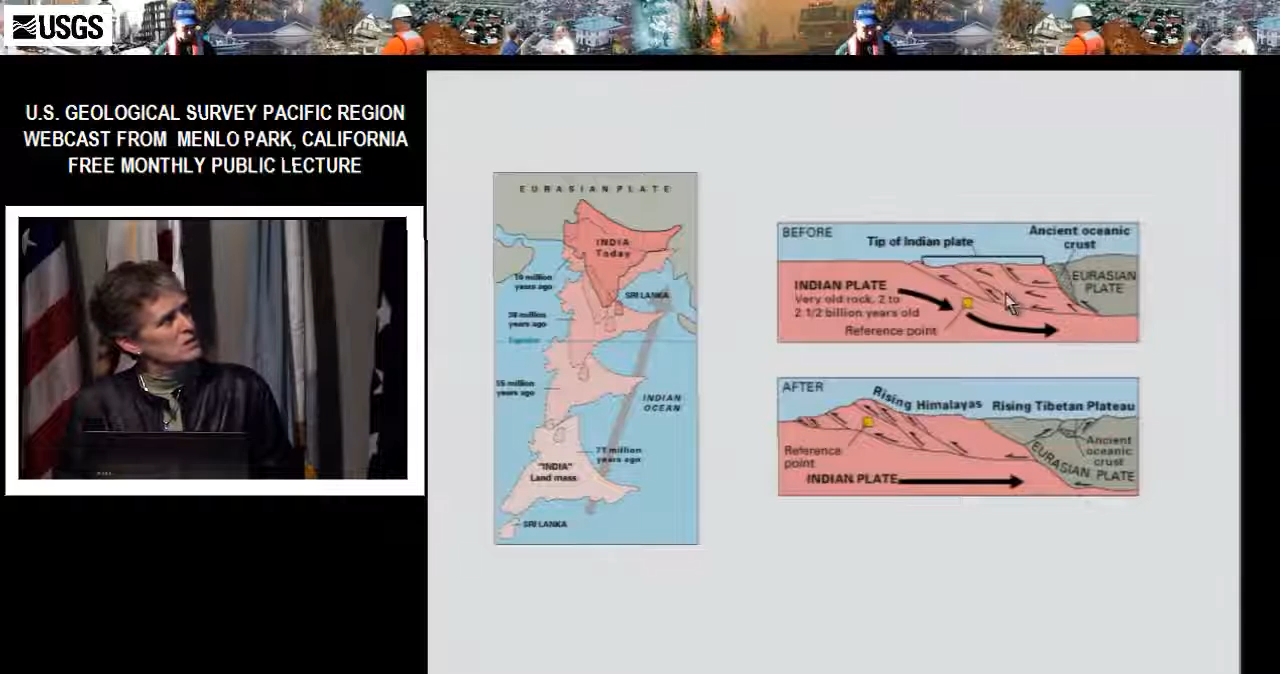 USGS
U.S. GEOLOGICAL SURVEY PACIFIC REGION
WEBCAST FROM MENLO PARK, CALIFORNIA
FREE MONTHLY PUBLIC LECTURE
EURASIAN PLATE
INDIA
Today
10 million
years ago
SRI LANKA
38 million
years ago
Equator
55 million
years ago
INDIAN
OCEAN
71 million
years ago
"INDIA"
Land mass
SRI LANKA
BEFORE
Tip of Indian plate
Ancient oceanic
crust
EURASIAN
PLATE
INDIAN PLATE
Very old rock, 2 to
2 1/2 billion years old
Reference point
AFTER
Rising Himalayas
Rising Tibetan Plateau
Reference
point
Ancient
oceanic
crust
EURASIAN PLATE
INDIAN PLATE